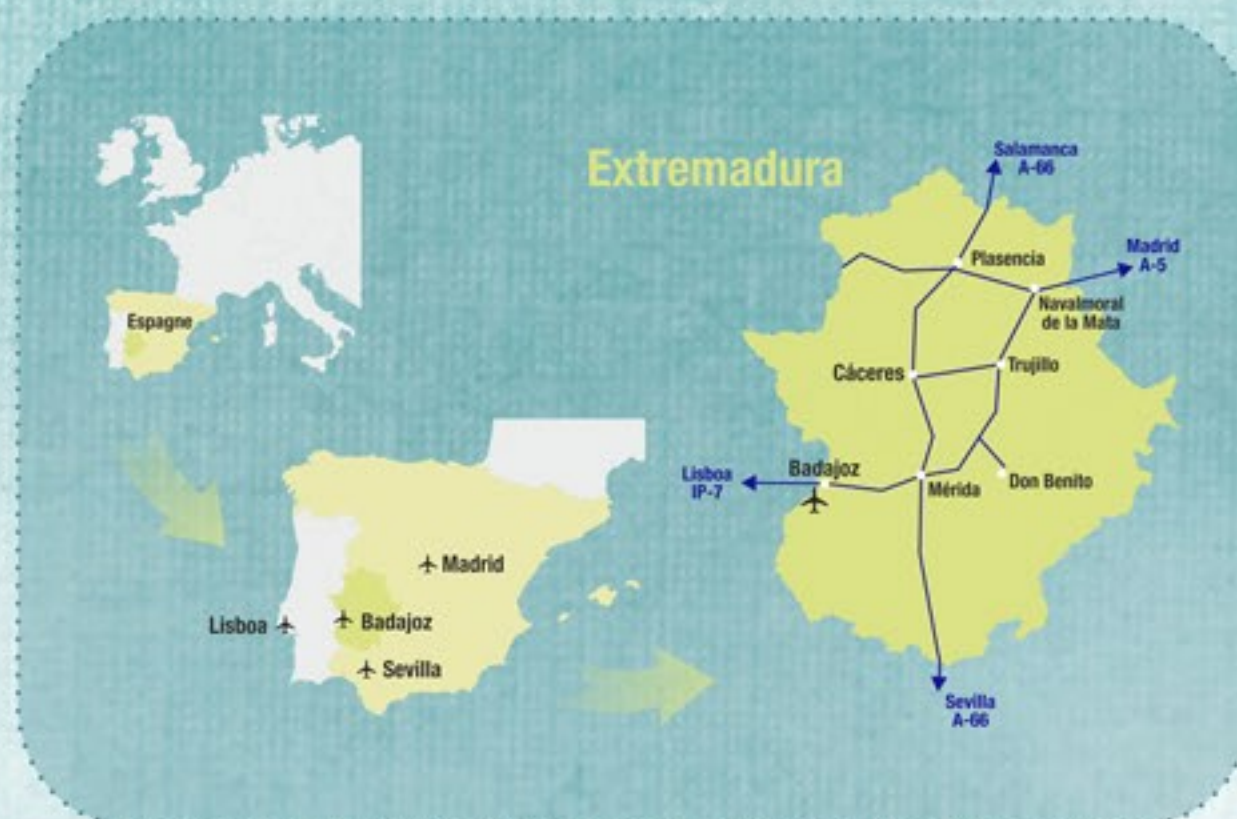 Extremadura
Espagne
Madrid
Lisboa
Badajoz
Sevilla
Salamanca
A-66
Plasencia
Madrid
A-5
Navalmoral
de la Mata
Cáceres
Trujillo
Lisboa
IP-7
Badajoz
Mérida
Don Benito
Sevilla
A-66